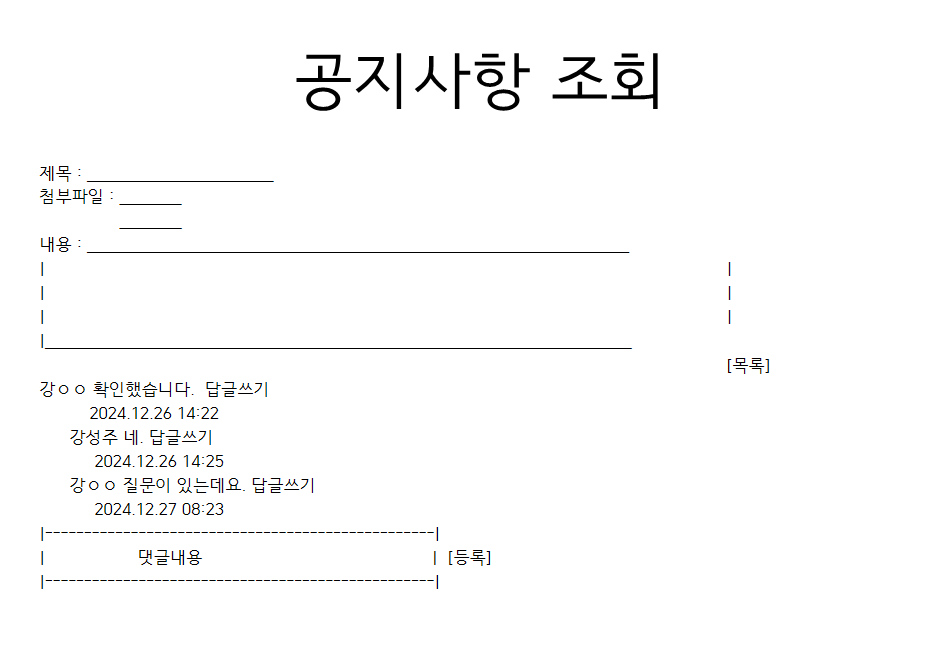 공지사항 조회
제목 : ____________________
첨부파일 : _______
_______
내용 : __________________________________________________________
| |
| |
| |
|_______________________________________________________________
[목록]
강ㅇㅇ 확인했습니다. 답글쓰기
2024.12.26 14:22
강성주 네. 답글쓰기
2024.12.26 14:25
강ㅇㅇ 질문이 있는데요. 답글쓰기
2024.12.27 08:23
|--------------------------------------------------|
| 댓글내용 | [등록]
|--------------------------------------------------|